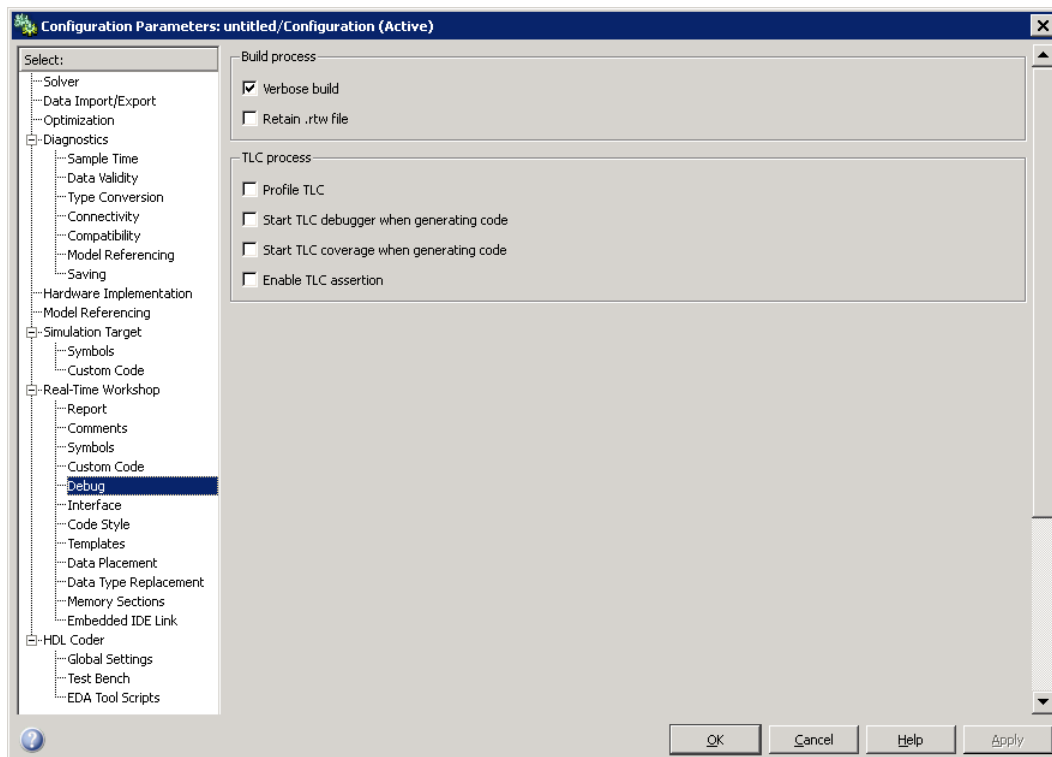 Configuration Parameters: untitled/Configuration (Active)
Select:
Solver
Data Import/Export
Optimization
Diagnostics
Sample Time
Data Validity
Type Conversion
Connectivity
Compatibility
Model Referencing
Saving
Hardware Implementation
Model Referencing
Simulation Target
Symbols
Custom Code
Real-Time Workshop
Report
Comments
Symbols
Custom Code
Debug
Interface
Code Style
Templates
Data Placement
Data Type Replacement
Memory Sections
Embedded IDE Link
HDL Coder
Global Settings
Test Bench
EDA Tool Scripts
Build process
Verbose build
Retain .rtw file
TLC process
Profile TLC
Start TLC debugger when generating code
Start TLC coverage when generating code
Enable TLC assertion
OK
Cancel
Help
Apply